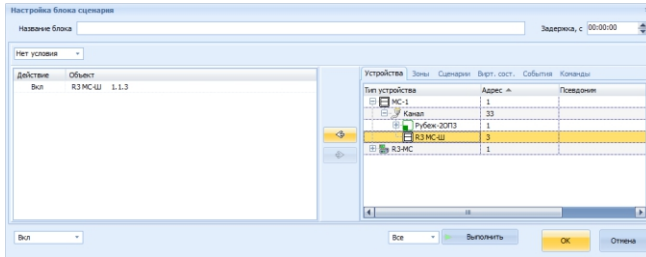 Настройка блока сценария
Название блока
Задержка, с 00:00:00
Нет условия
Действие Объект
Вкл R3 МС-Ш 1.1.3
Устройства Зоны Сценарии Вирт. сост. События Команды
Тип устройства Адрес Псевдоним
МС-1 1
Канал 33
Рубеж-2ОП3 1
R3 МС-Ш 3
R3-МС 1
Вкл
Все Выполнить
OK Отмена